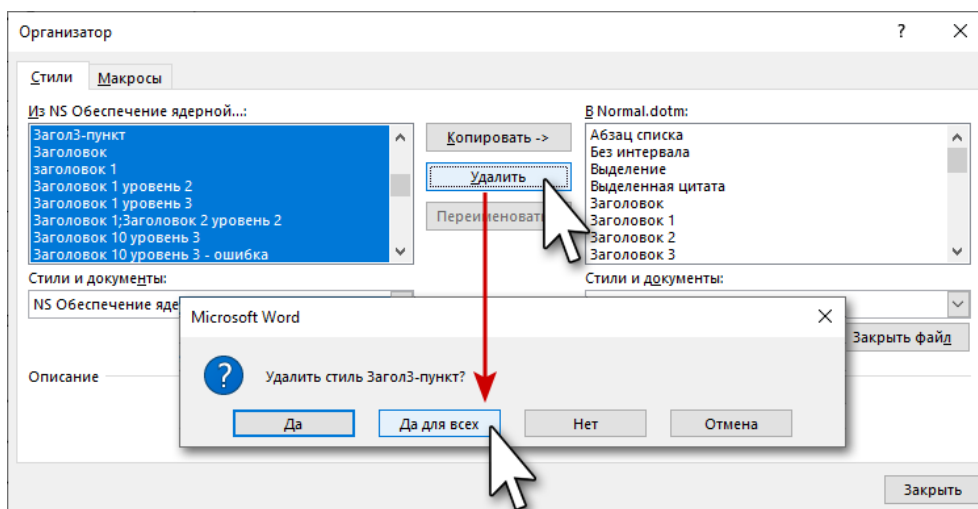 Организатор
?
Стили
Макросы
Из NS Обеспечение ядерной...:
В Normal.dotm:
Загол3-пункт
Заголовок
заголовок 1
Заголовок 1 уровень 2
Заголовок 1 уровень 3
Заголовок 1;Заголовок 2 уровень 2
Заголовок 10 уровень 3
Заголовок 10 уровень 3 - ошибка
Копировать ->
Удалить
Переименовать
Абзац списка
Без интервала
Выделение
Выделенная цитата
Заголовок
Заголовок 1
Заголовок 2
Заголовок 3
Стили и документы:
Стили и документы:
NS Обеспечение яде
Закрыть файл
Описание
Microsoft Word
?
Удалить стиль Загол3-пункт?
Да
Да для всех
Нет
Отмена
Закрыть